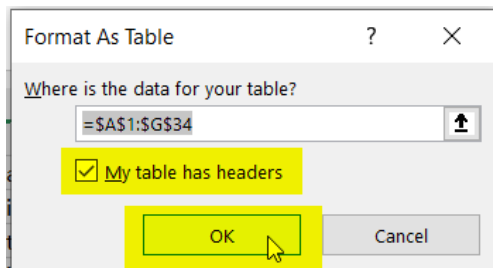 Format As Table ? ×
Where is the data for your table?
=$A$1:$G$34
My table has headers
OK Cancel